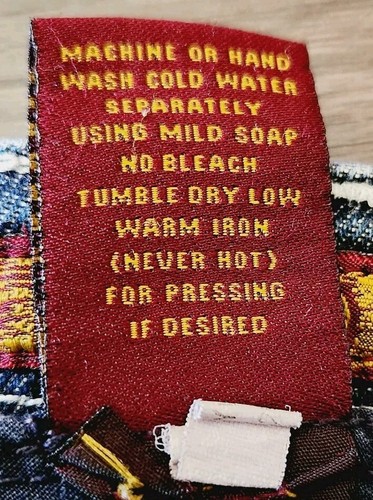 MACHINE OR HAND
WASH COLD WATER
SEPARATELY
USING MILD SOAP
NO BLEACH
TUMBLE DRY LOW
WARM IRON
(NEVER HOT)
FOR PRESSING
IF DESIRED